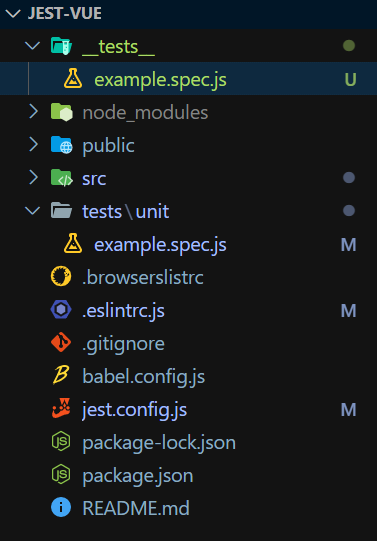 JEST-VUE
__tests__
example.spec.js U
node_modules
public
src
tests\unit
example.spec.js M
.browserslistrc
.eslintrc.js M
.gitignore
babel.config.js
jest.config.js M
package-lock.json
package.json
README.md